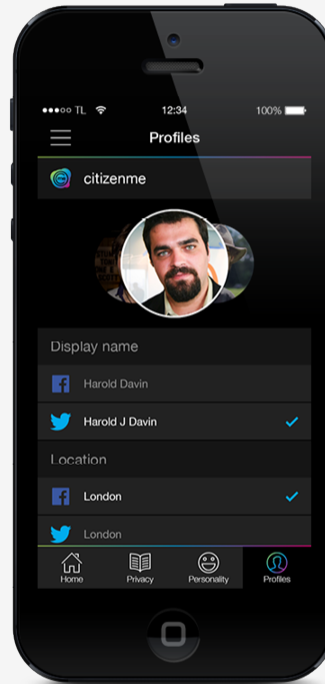 TL 12:34 100%
Profiles
citizenme
Display name
Harold Davin
Harold J Davin
Location
London
London
Home Privacy Personality Profiles